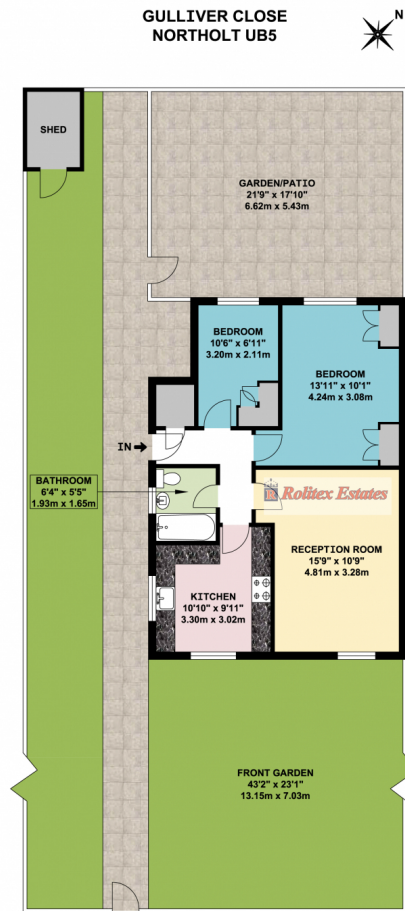 GULLIVER CLOSE
NORTHOLT UB5
N
SHED
GARDEN/PATIO
21'9" x 17'10"
6.62m x 5.43m
BEDROOM
10'6" x 6'11"
3.20m x 2.11m
BEDROOM
13'11" x 10'1"
4.24m x 3.08m
IN
BATHROOM
6'4" x 5'5"
1.93m x 1.65m
Rolitex Estates
RECEPTION ROOM
15'9" x 10'9"
4.81m x 3.28m
KITCHEN
10'10" x 9'11"
3.30m x 3.02m
FRONT GARDEN
43'2" x 23'1"
13.15m x 7.03m